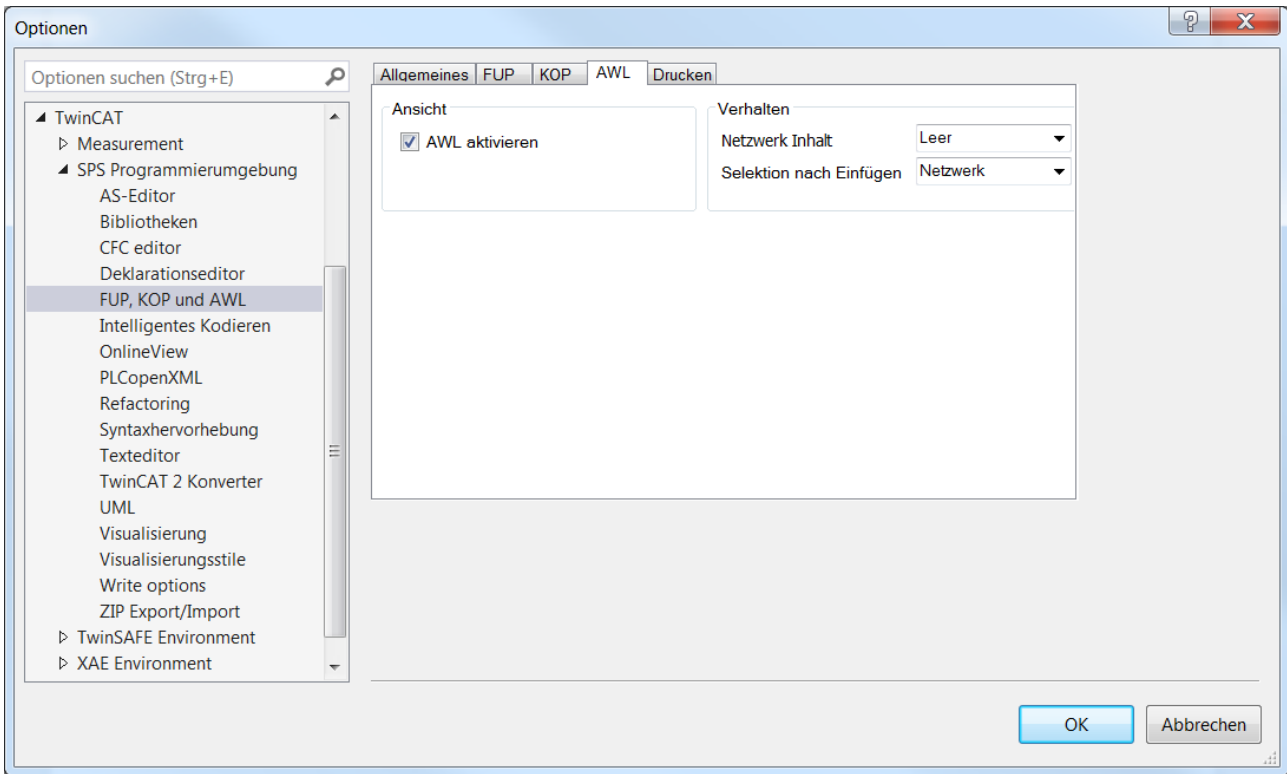 Optionen
Optionen suchen (Strg+E)
TwinCAT
Measurement
SPS Programmierumgebung
AS-Editor
Bibliotheken
CFC editor
Deklarationseditor
FUP, KOP und AWL
Intelligentes Kodieren
OnlineView
PLCopenXML
Refactoring
Syntaxhervorhebung
Texteditor
TwinCAT 2 Konverter
UML
Visualisierung
Visualisierungsstile
Write options
ZIP Export/Import
TwinSAFE Environment
XAE Environment
Allgemeines FUP KOP AWL Drucken
Ansicht
AWL aktivieren
Verhalten
Netzwerk Inhalt Leer
Selektion nach Einfügen Netzwerk
OK Abbrechen